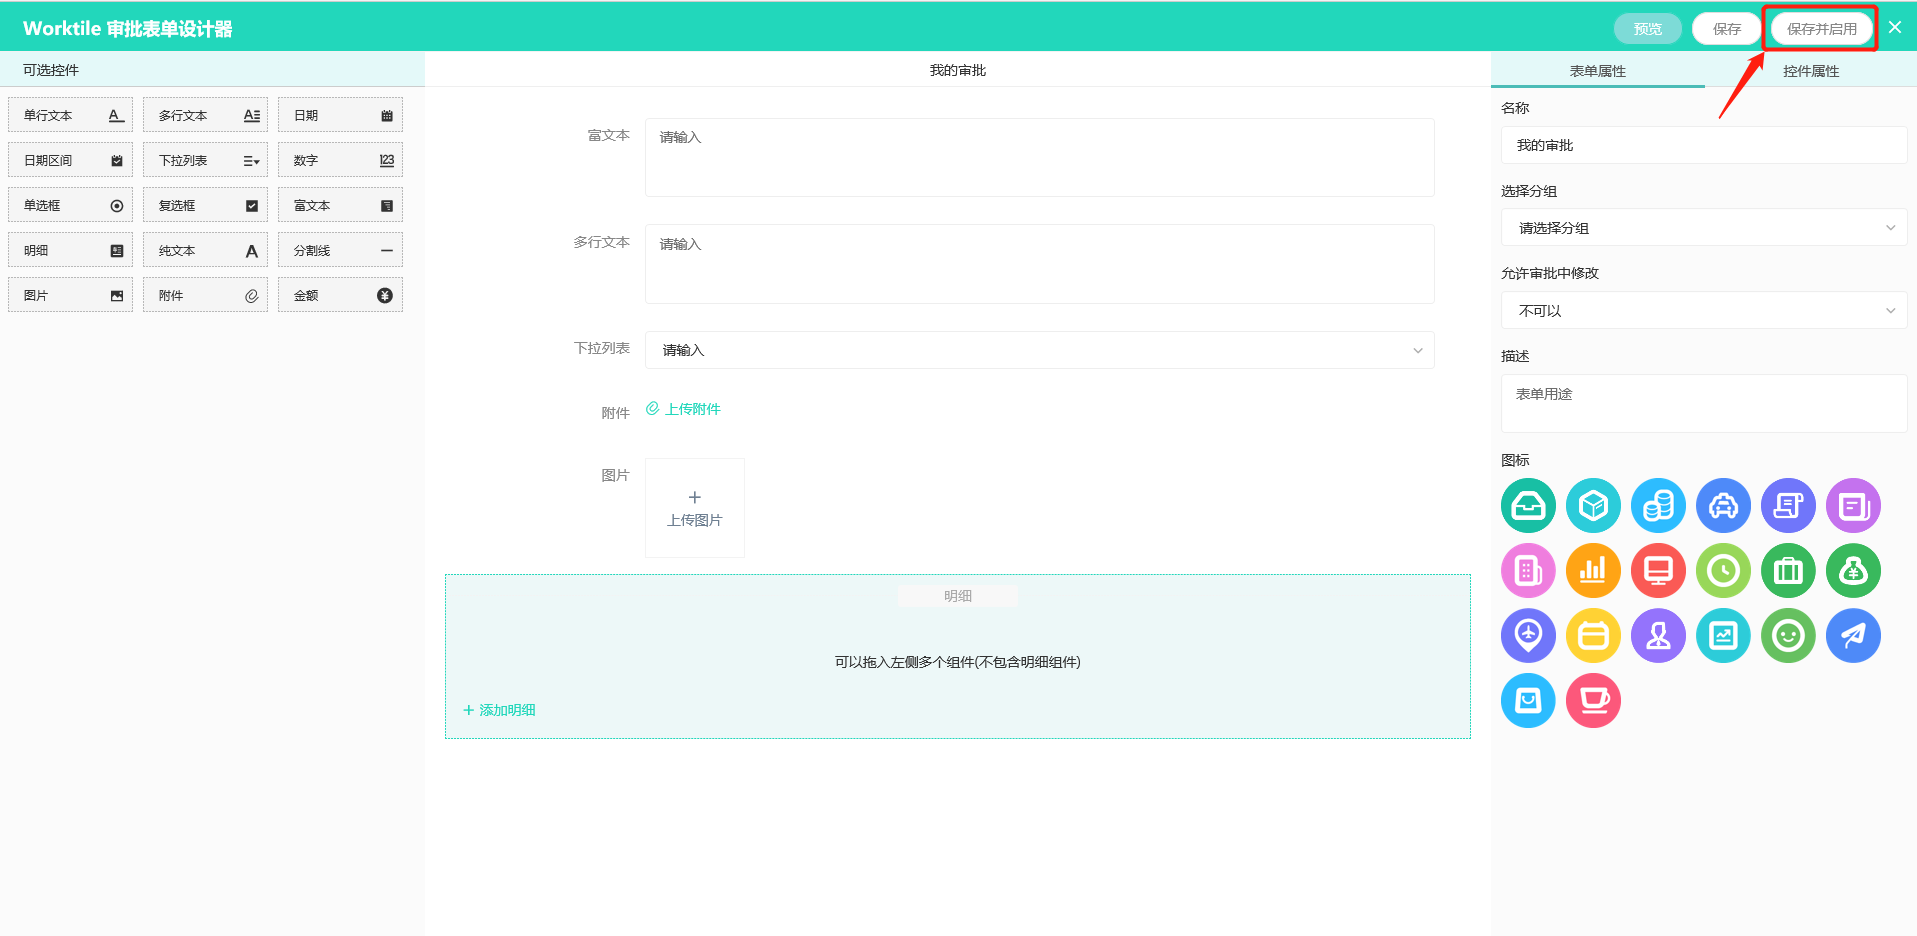 Worktile 审批表单设计器
预览
保存
保存并启用
可选控件
我的审批
表单属性
控件属性
单行文本
多行文本
日期
日期区间
下拉列表
数字
123
单选框
复选框
富文本
明细
纯文本
分割线
图片
附件
金额
富文本
请输入
多行文本
请输入
下拉列表
请输入
附件
上传附件
图片
上传图片
明细
可以拖入左侧多个组件(不包含明细组件)
添加明细
名称
我的审批
选择分组
请选择分组
允许审批中修改
不可以
描述
表单用途
图标